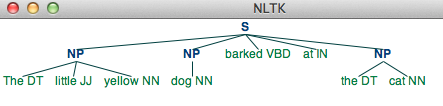 NLTK
S
NP NP barked VBD at IN NP
The DT little JJ yellow NN dog NN the DT cat NN